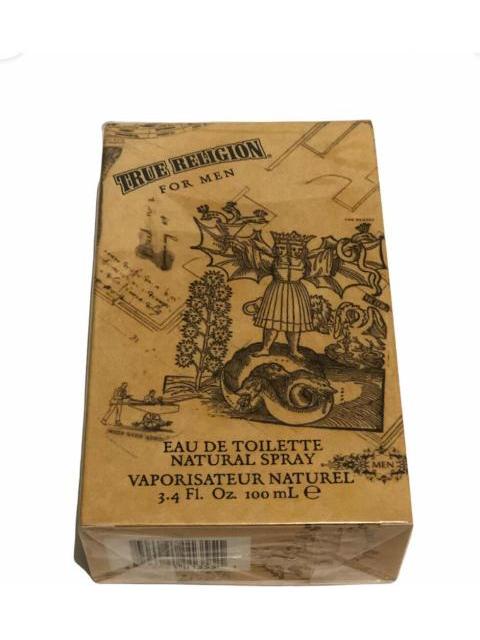 TRUE RELIGION
FOR MEN
EAU DE TOILETTE
NATURAL SPRAY
VAPORISATEUR NATUREL
3.4 Fl. Oz. 100 mL e
MEN